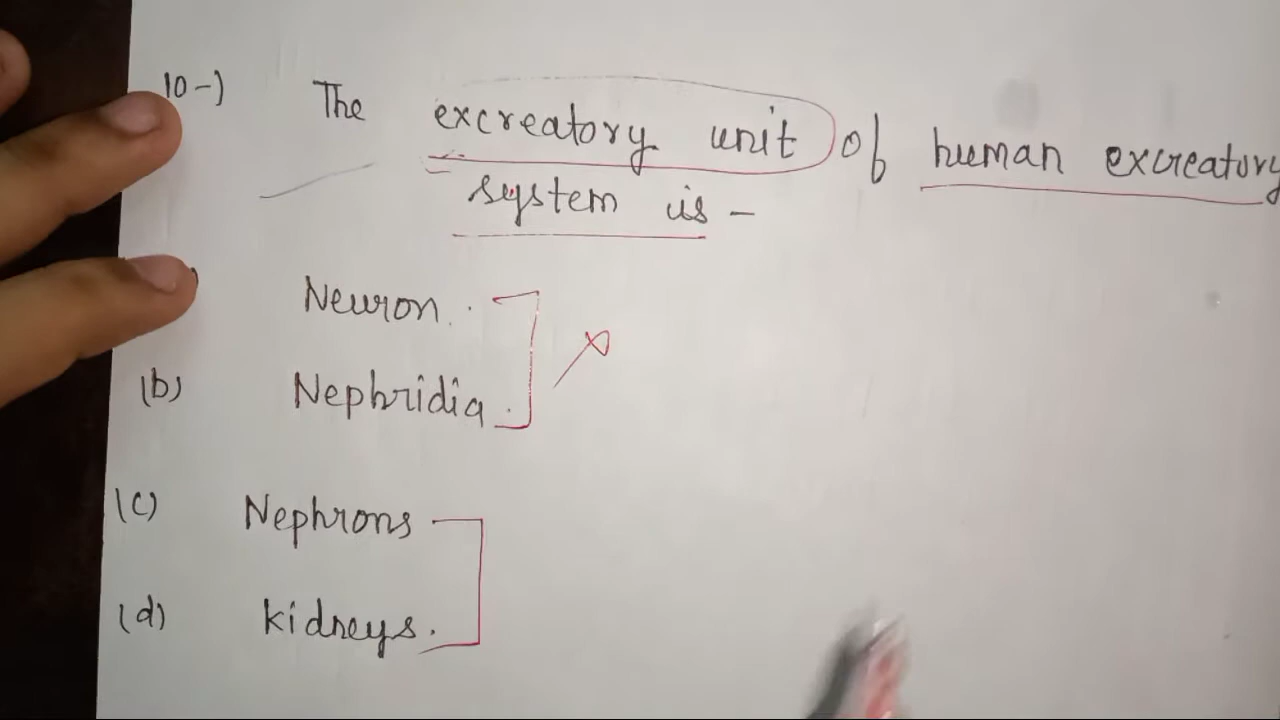 10-) The excreatory unit of human excreatory
system is -
Neuron.
(b) Nephridia.
(c) Nephrons
(d) kidneys.